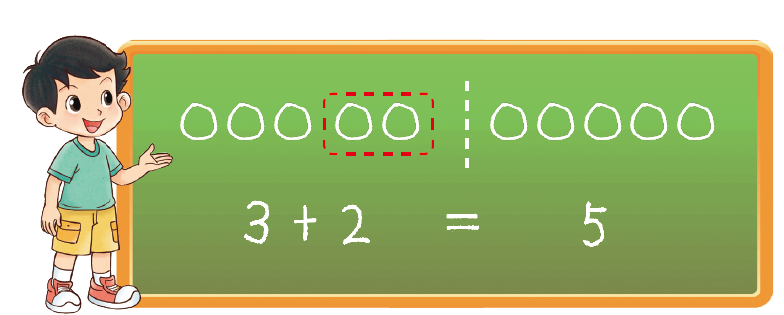 3 + 2 = 5